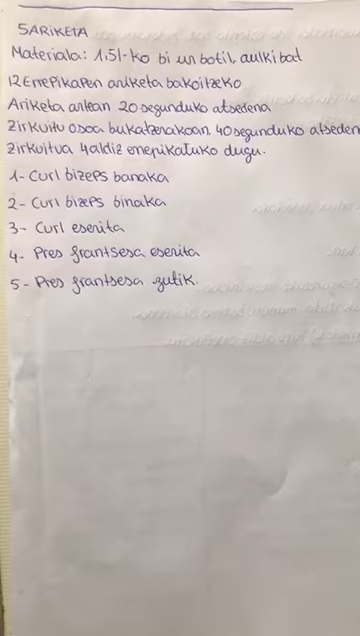 5ARIKETA
Materiala: 1,5l-ko bi ur botil, aulki bat
12 Errepikapen ariketa bakoitzeko
Ariketa artean 20 segunduko atsedena
Zirkuitu osoa bukatzerakoan, 40 segunduko atseden
Zirkuitua 4 aldiz errepikatuko dugu.
1- Curl bizeps banaka
2- Curl bizeps binaka
3- Curl eserita
4- Pres frantsesa eserita
5- Pres frantsesa zutik.